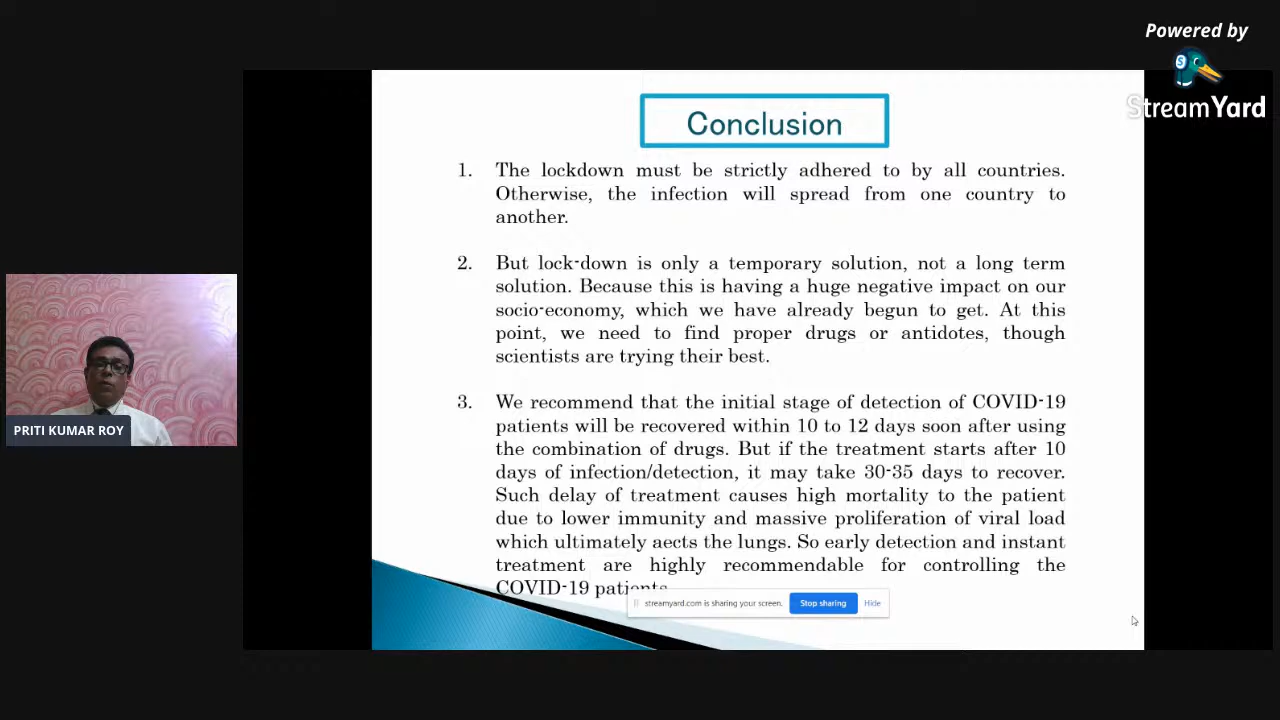 Powered by
StreamYard
Conclusion
1. The lockdown must be strictly adhered to by all countries.
Otherwise, the infection will spread from one country to
another.
2. But lock-down is only a temporary solution, not a long term
solution. Because this is having a huge negative impact on our
socio-economy, which we have already begun to get. At this
point, we need to find proper drugs or antidotes, though
scientists are trying their best.
3. We recommend that the initial stage of detection of COVID-19
patients will be recovered within 10 to 12 days soon after using
the combination of drugs. But if the treatment starts after 10
days of infection/detection, it may take 30-35 days to recover.
Such delay of treatment causes high mortality to the patient
due to lower immunity and massive proliferation of viral load
which ultimately aects the lungs. So early detection and instant
treatment are highly recommendable for controlling the
COVID-19 patients
streamyard.com is sharing your screen. Stop sharing Hide
PRITI KUMAR ROY